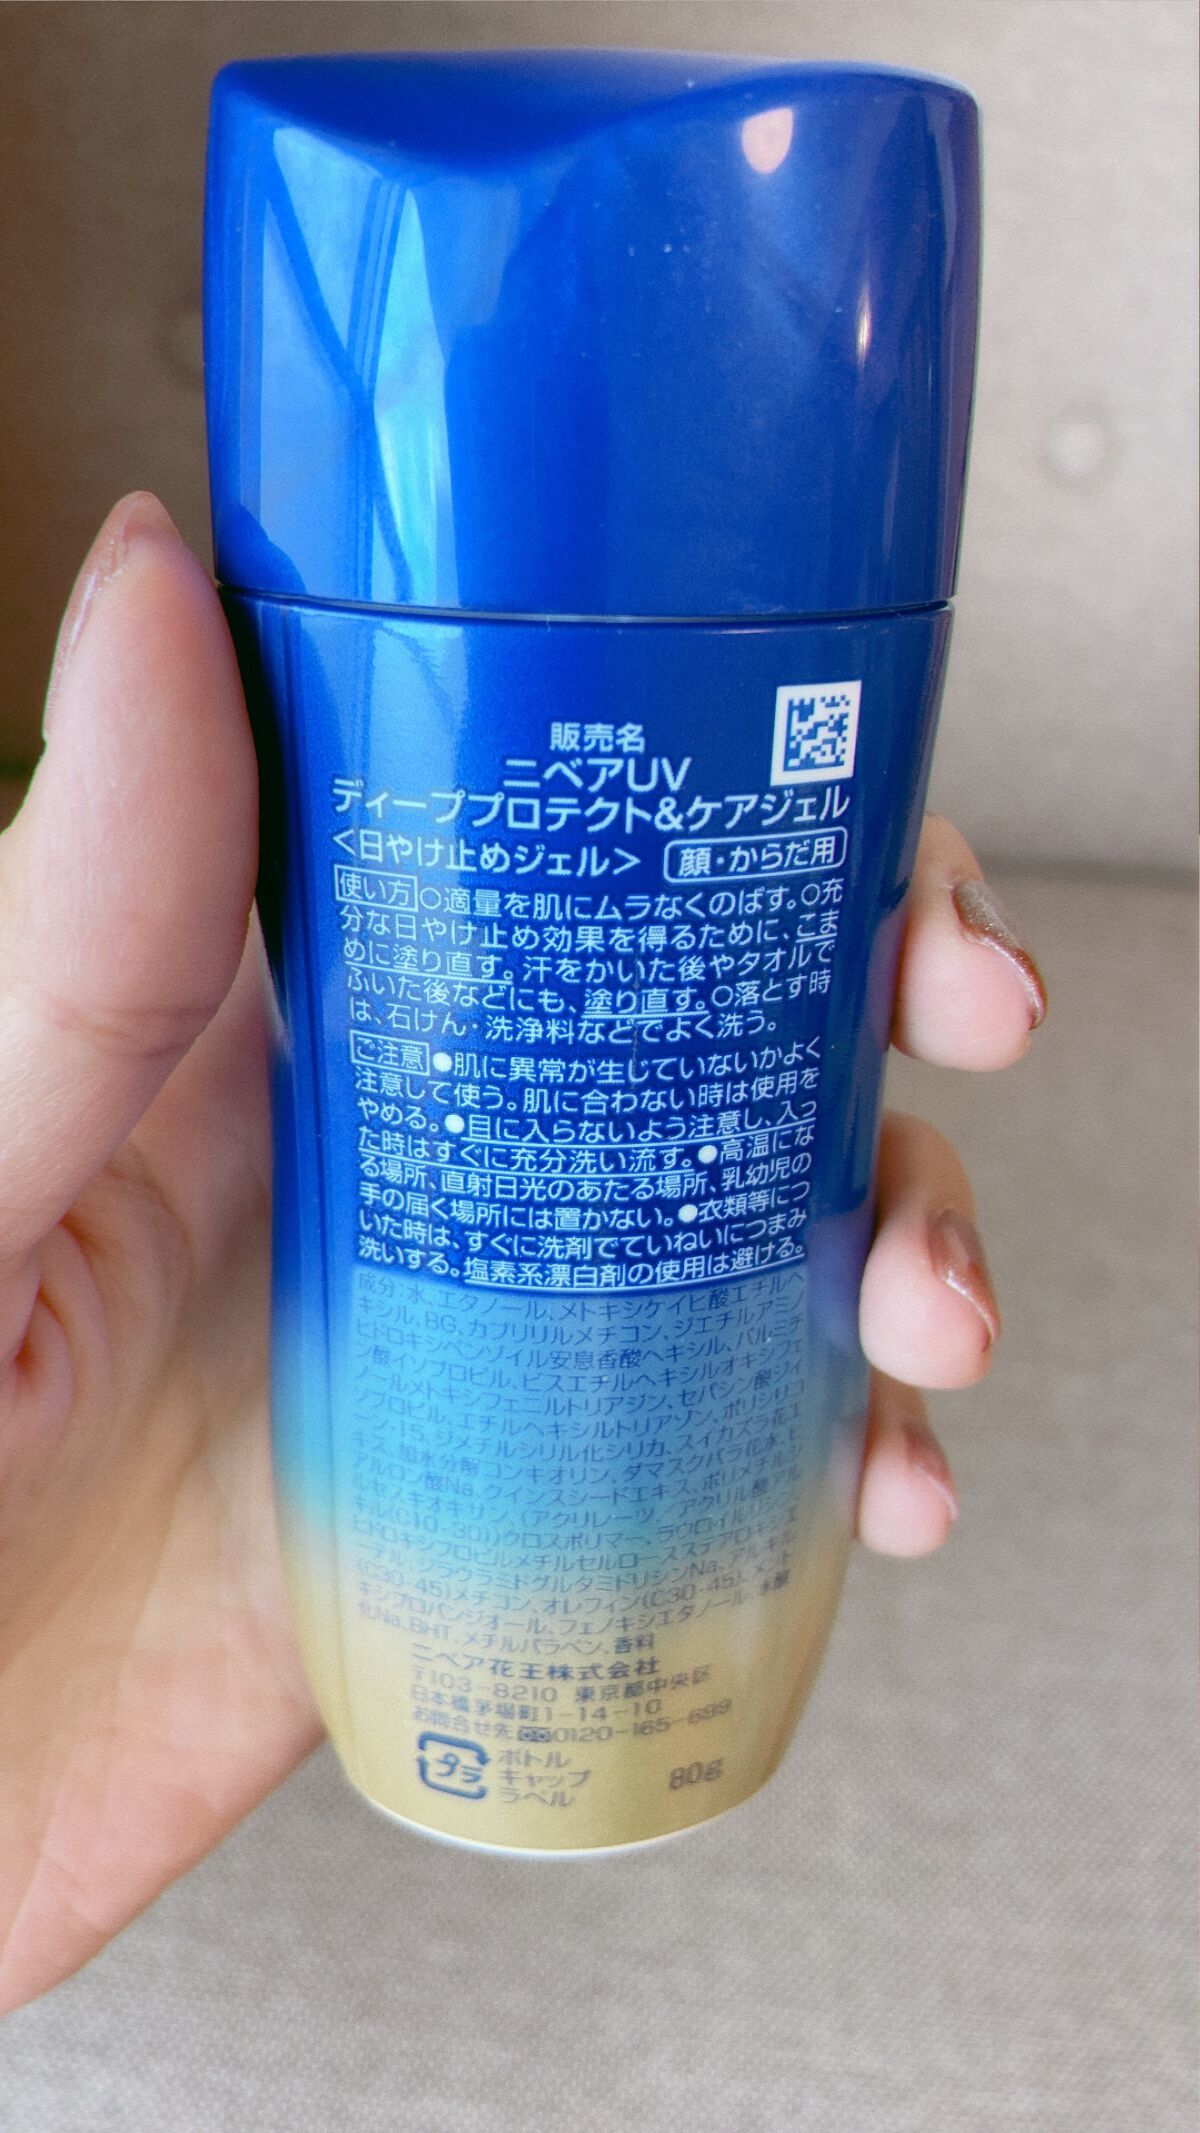 販売名
ニベアUV
ディーププロテクト&ケアジェル
<日やけ止めジェル> 顔・からだ用
使い方 ○適量を肌にムラなくのばす。○充
分な日やけ止め効果を得るために、こま
めに塗り直す。汗をかいた後やタオルで
ふいた後などにも、塗り直す。○落とす時
は、石けん・洗浄料などでよく洗う。
ご注意 ●肌に異常が生じていないかよく
注意して使う。肌に合わない時は使用を
やめる。●目に入らないよう注意し、入っ
た時はすぐに充分洗い流す。●高温にな
る場所、直射日光のあたる場所、乳幼児の
手の届く場所には置かない。●衣類等につ
いた時は、すぐに洗剤でていねいにつまみ
洗いする。塩素系漂白剤の使用は避ける。
成分:水、エタノール、メトキシケイヒ酸エチルヘ
キシル、BG、カプリリルメチコン、ジエチルアミノ
ヒドロキシベンゾイル安息香酸ヘキシル、パルミチ
ン酸イソプロピル、ビスエチルヘキシルオキシフェ
ノールメトキシフェニルトリアジン、セバシン酸ジイ
ソプロピル、エチルヘキシルトリアゾン、ポリシリコ
ーン-15、ジメチルシリル化シリカ、スイカズラ花エ
キス、加水分解コンキオリン、ダマスクバラ花水、ヒ
アルロン酸Na、クインスシードエキス、ポリメチルシ
ルセスキオキサン、(アクリレーツ/アクリル酸アル
キル(C10-30))クロスポリマー、ラウロイルリシン、
ヒドロキシプロピルメチルセルロースステアロキシエ
ーテル、ジラウラミドグルタミドリシンNa、アルキル
(C30-45)メチコン、オレフィン(C30-45)、メント
キシプロパンジオール、フェノキシエタノール、水酸
化Na、BHT、メチルパラベン、香料
ニベア花王株式会社
〒103-8210 東京都中央区
日本橋茅場町1-14-10
お問合せ先 0120-165-699
プラ ボトル
キャップ
ラベル 80g